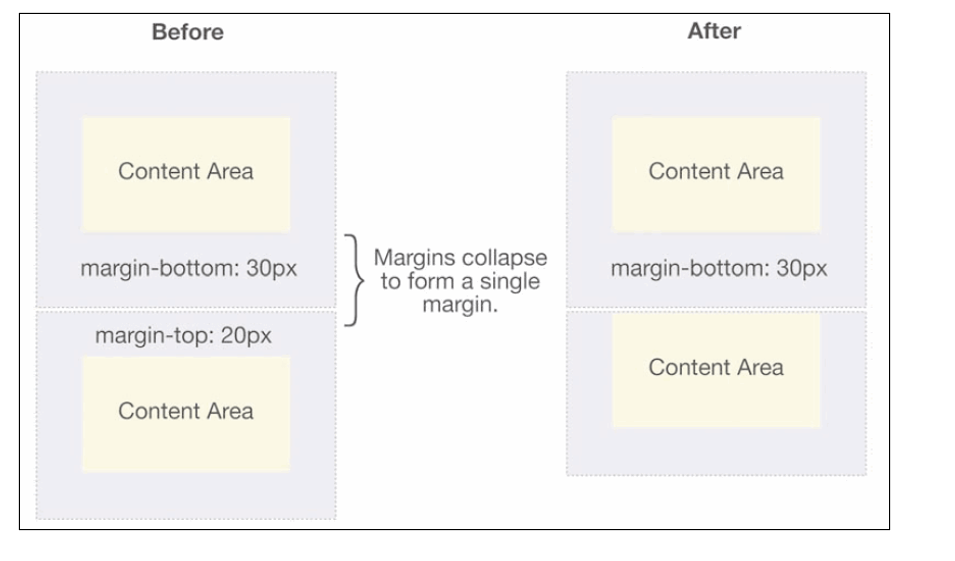 Before
After
Content Area
margin-bottom: 30px
margin-top: 20px
Content Area
Margins collapse
to form a single
margin.
Content Area
margin-bottom: 30px
Content Area